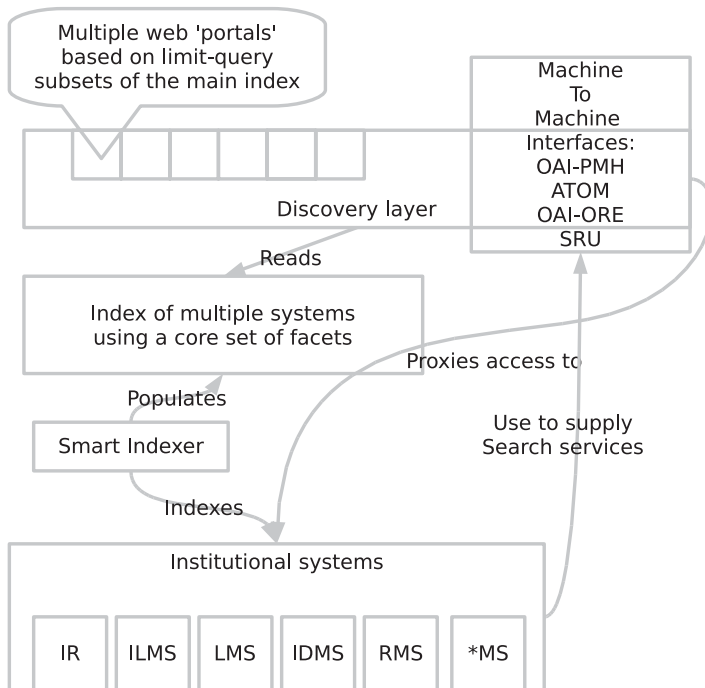 Multiple web 'portals'
based on limit-query
subsets of the main index
Machine
To
Machine
Interfaces:
OAI-PMH
ATOM
OAI-ORE
SRU
Discovery layer
Reads
Index of multiple systems
using a core set of facets
Proxies access to
Populates
Use to supply
Search services
Smart Indexer
Indexes
Institutional systems
IR
ILMS
LMS
IDMS
RMS
*MS